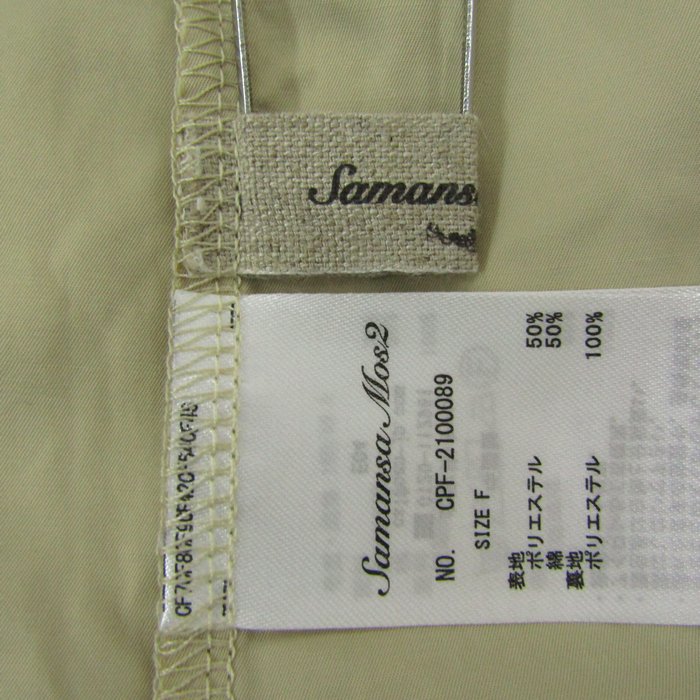 Samans
Samansa Mos2
NO. CPF-2100089
SIZE F
表地
ポリエステル 50%
綿 50%
裏地
ポリエステル 100%